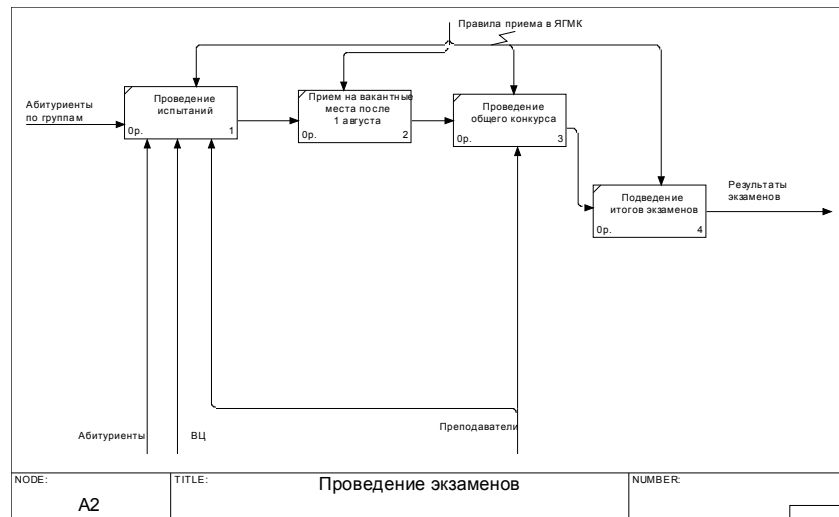 Правила приема в ЯГМК
Абитуриенты
по группам
Проведение
испытаний
0р.
1
Прием на вакантные
места после
1 августа
0р.
2
Проведение
общего конкурса
0р.
3
Подведение
итогов экзаменов
0р.
4
Результаты
экзаменов
Абитуриенты
ВЦ
Преподаватели
NODE:
A2
TITLE:
Проведение экзаменов
NUMBER: